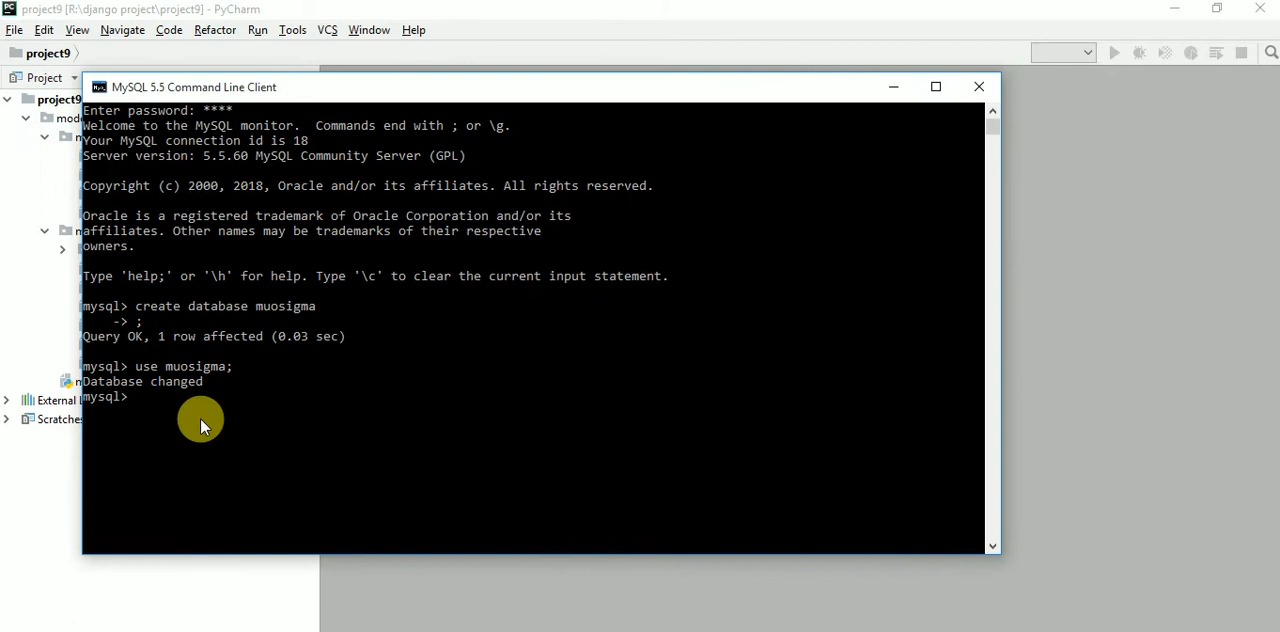 project9 [R:\django project\project9] - PyCharm
File Edit View Navigate Code Refactor Run Tools VCS Window Help
project9
Project
project9
MySQL 5.5 Command Line Client
Enter password: ****
Welcome to the MySQL monitor.  Commands end with ; or \g.
Your MySQL connection id is 18
Server version: 5.5.60 MySQL Community Server (GPL)
Copyright (c) 2000, 2018, Oracle and/or its affiliates. All rights reserved.
Oracle is a registered trademark of Oracle Corporation and/or its
affiliates. Other names may be trademarks of their respective
owners.
Type 'help;' or '\h' for help. Type '\c' to clear the current input statement.
mysql> create database muosigma
-> ;
Query OK, 1 row affected (0.03 sec)
mysql> use muosigma;
Database changed
mysql>
External
Scratches